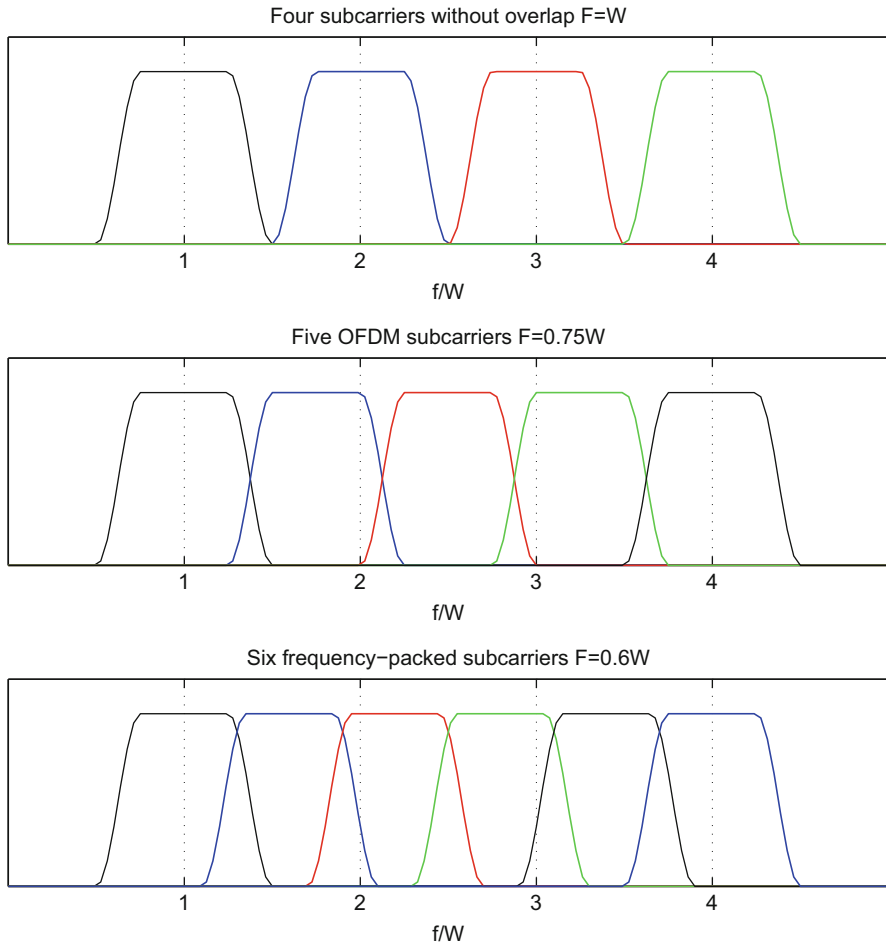 Four subcarriers without overlap F=W
1 2 3 4
f/W
Five OFDM subcarriers F=0.75W
1 2 3 4
f/W
Six frequency−packed subcarriers F=0.6W
1 2 3 4
f/W